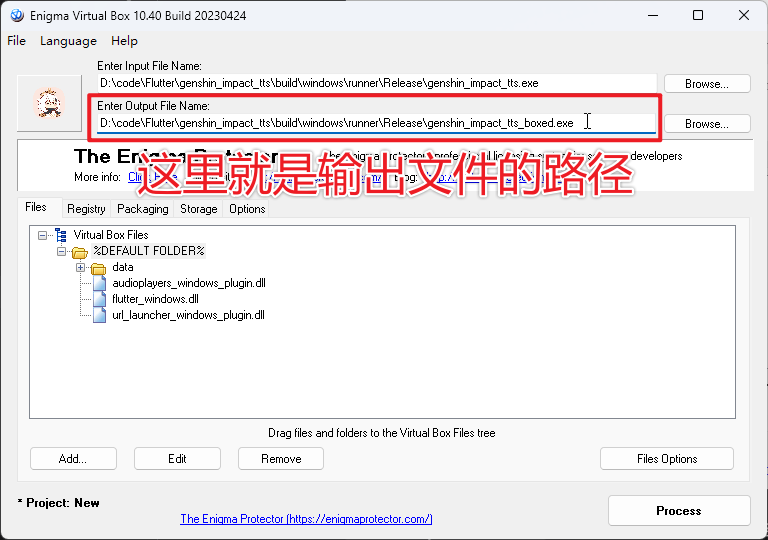 Enigma Virtual Box 10.40 Build 20230424
File Language Help
Enter Input File Name:
D:\code\Flutter\genshin_impact_tts\build\windows\runner\Release\genshin_impact_tts.exe
Browse...
Enter Output File Name:
D:\code\Flutter\genshin_impact_tts\build\windows\runner\Release\genshin_impact_tts_boxed.exe
Browse...
The Enigma Protector
developers
More info:
这里就是输出文件的路径
Files Registry Packaging Storage Options
Virtual Box Files
%DEFAULT FOLDER%
data
audioplayers_windows_plugin.dll
flutter_windows.dll
url_launcher_windows_plugin.dll
Drag files and folders to the Virtual Box Files tree
Add... Edit Remove Files Options
* Project: New
The Enigma Protector (https://enigmaprotector.com/)
Process